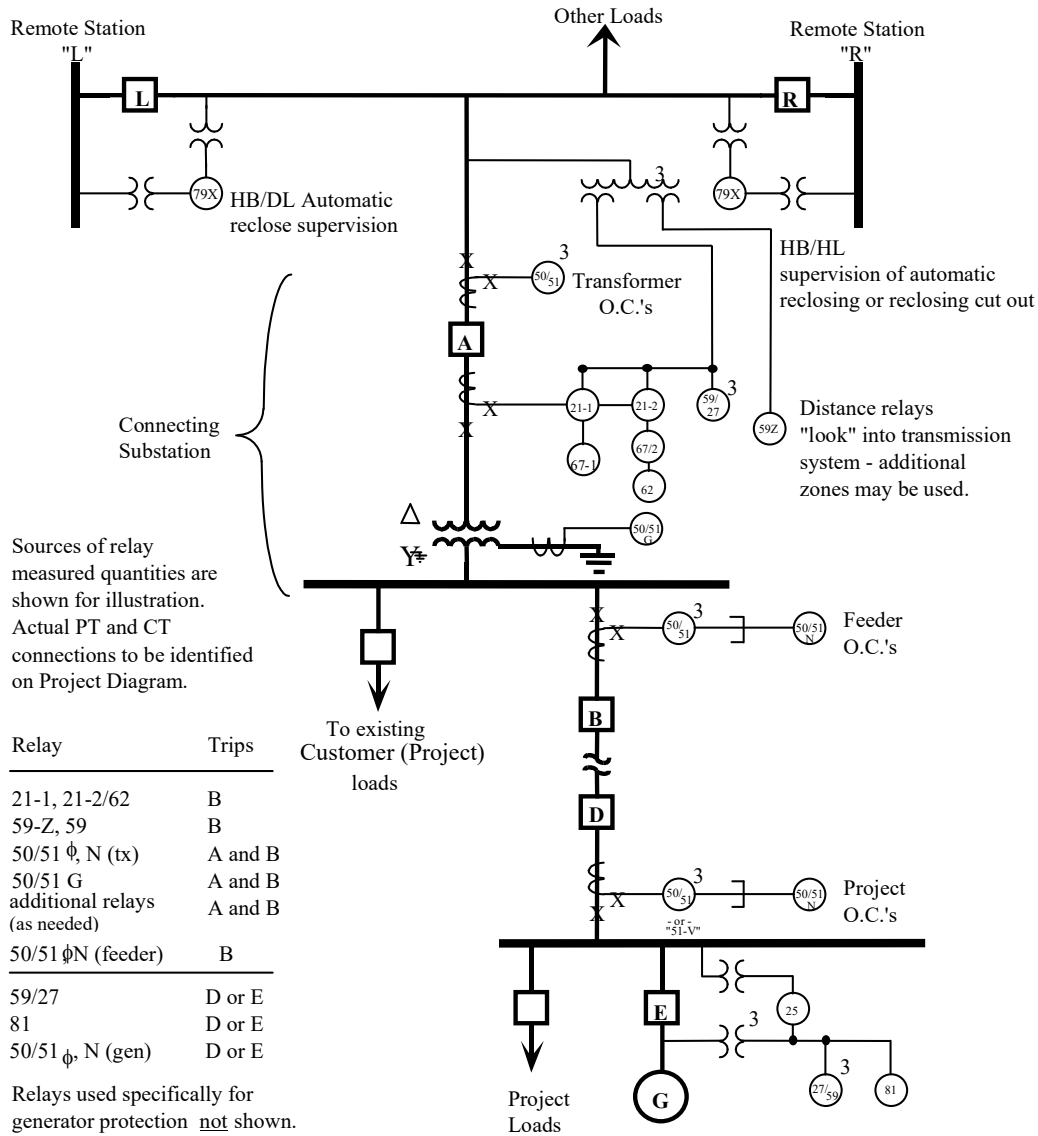 Other Loads
Remote Station
"L"
Remote Station
"R"
L
R
79X
79X
HB/DL Automatic
reclose supervision
3
HB/HL
supervision of automatic
reclosing or reclosing cut out
X
X
50/51
3
Transformer
O.C.'s
A
X
X
21-1
21-2
59/27
3
59Z
67-1
67/2
62
Distance relays
"look" into transmission
system - additional
zones may be used.
Connecting
Substation
Δ
Y
50/51
G
Sources of relay
measured quantities are
shown for illustration.
Actual PT and CT
connections to be identified
on Project Diagram.
X
X
50/51
3
50/51
N
Feeder
O.C.'s
B
To existing
Customer (Project)
loads
D
X
X
50/51
3
- or -
"51-V"
50/51
N
Project
O.C.'s
Relay Trips
21-1, 21-2/62 B
59-Z, 59 B
50/51 ϕ, N (tx) A and B
50/51 G A and B
additional relays A and B
(as needed)
50/51 ϕ,N (feeder) B
59/27 D or E
81 D or E
50/51 ϕ, N (gen) D or E
Relays used specifically for
generator protection not shown.
E
25
3
27/59
3
81
G
Project
Loads